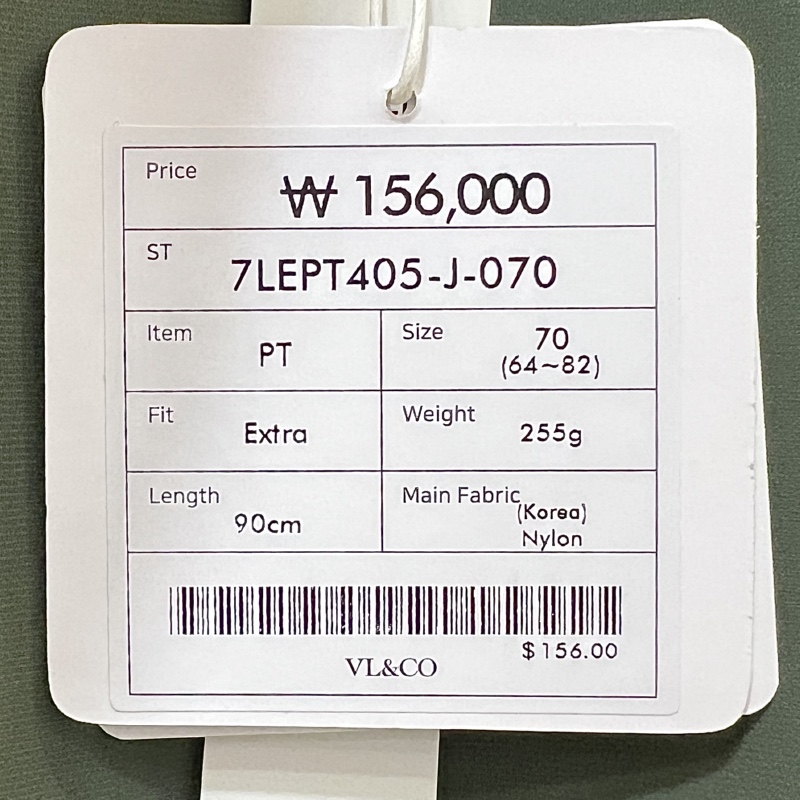 Price
₩ 156,000
ST
7LEPT405-J-070
Item
PT
Size
70
(64~82)
Fit
Extra
Weight
255g
Length
90cm
Main Fabric
(Korea)
Nylon
$156.00
VL&CO